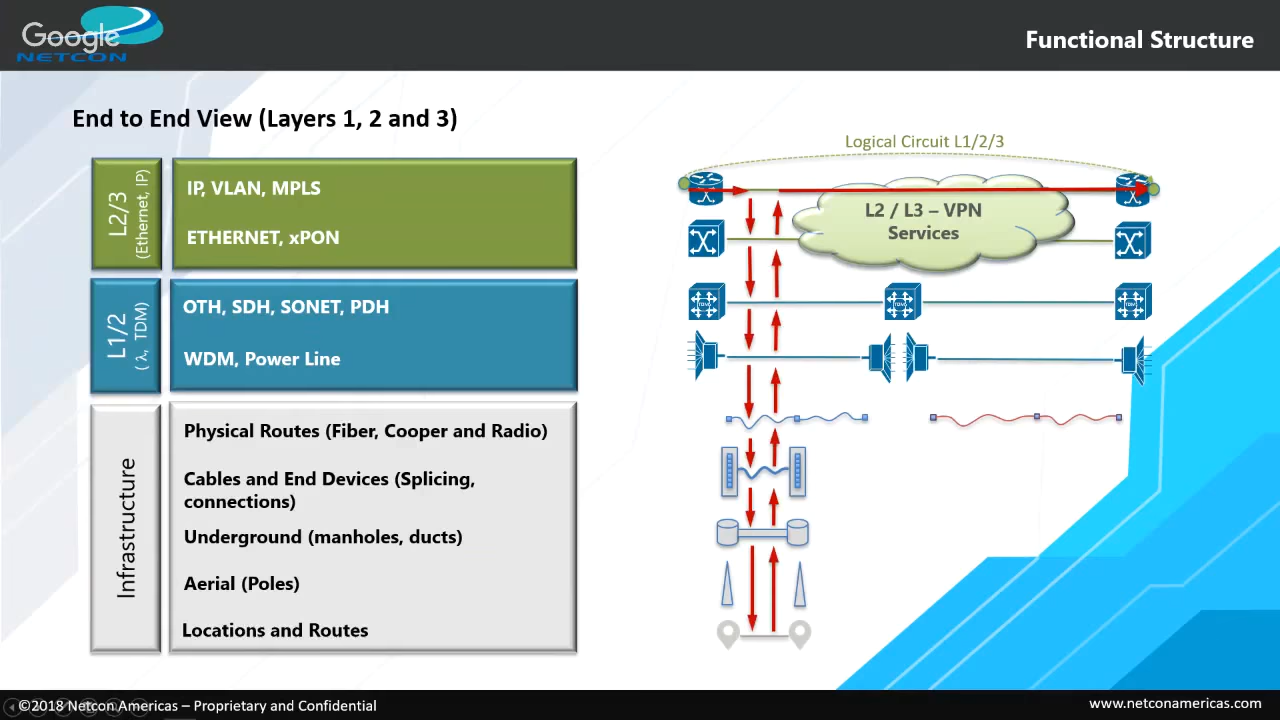 Google
NETCON
Functional Structure
End to End View (Layers 1, 2 and 3)
L2/3
(Ethernet, IP)
IP, VLAN, MPLS
ETHERNET, xPON
L1/2
( λ, TDM)
OTH, SDH, SONET, PDH
WDM, Power Line
Infrastructure
Physical Routes (Fiber, Cooper and Radio)
Cables and End Devices (Splicing,
connections)
Underground (manholes, ducts)
Aerial (Poles)
Locations and Routes
Logical Circuit L1/2/3
L2 / L3 – VPN
Services
©2018 Netcon Americas – Proprietary and Confidential
www.netconamericas.com